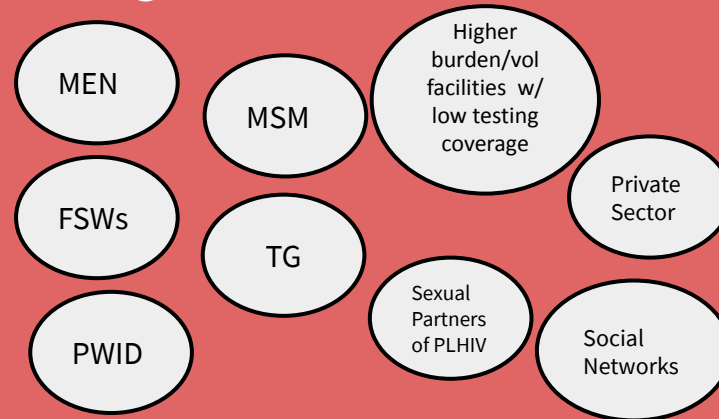 MEN
MSM
Higher
burden/vol
facilities w/
low testing
coverage
Private
Sector
FSWs
TG
Sexual
Partners
of PLHIV
Social
Networks
PWID